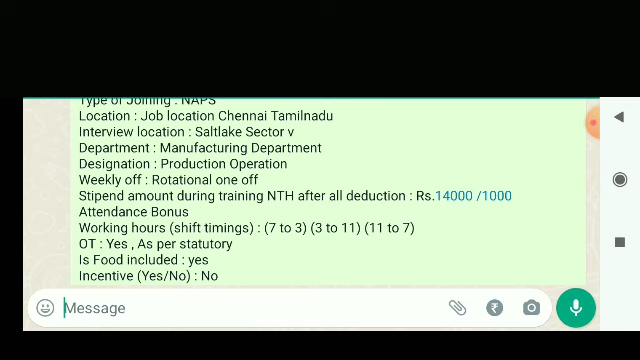 Type of Joining : NAPS
Location : Job location Chennai Tamilnadu
Interview location : Saltlake Sector v
Department : Manufacturing Department
Designation : Production Operation
Weekly off : Rotational one off
Stipend amount during training NTH after all deduction : Rs.14000 /1000
Attendance Bonus
Working hours (shift timings) : (7 to 3) (3 to 11) (11 to 7)
OT : Yes , As per statutory
Is Food included : yes
Incentive (Yes/No) : No
Message